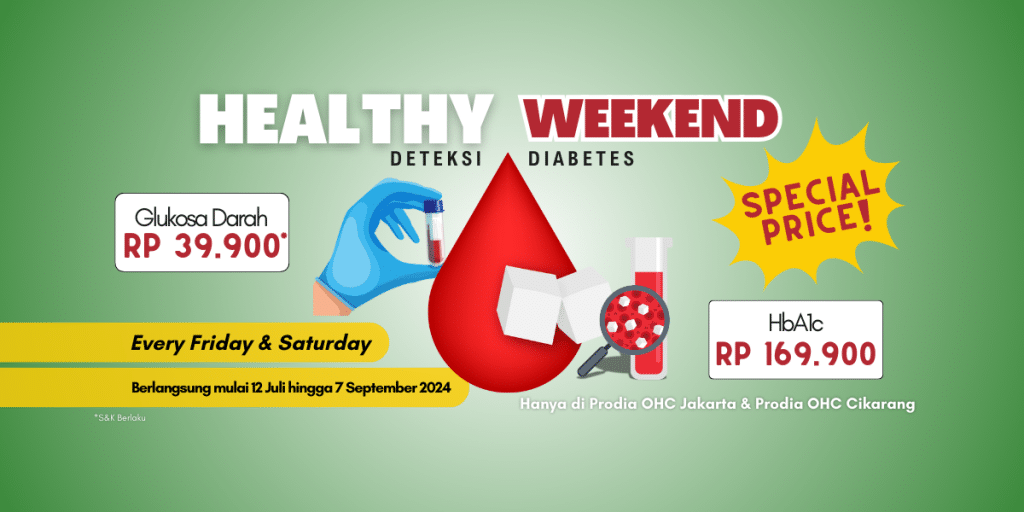 HEALTHY WEEKEND
DETEKSI DIABETES
Glukosa Darah
RP 39.900*
SPECIAL
PRICE!
HbA1c
RP 169.900
Every Friday & Saturday
Berlangsung mulai 12 Juli hingga 7 September 2024
*S&K Berlaku
Hanya di Prodia OHC Jakarta & Prodia OHC Cikarang